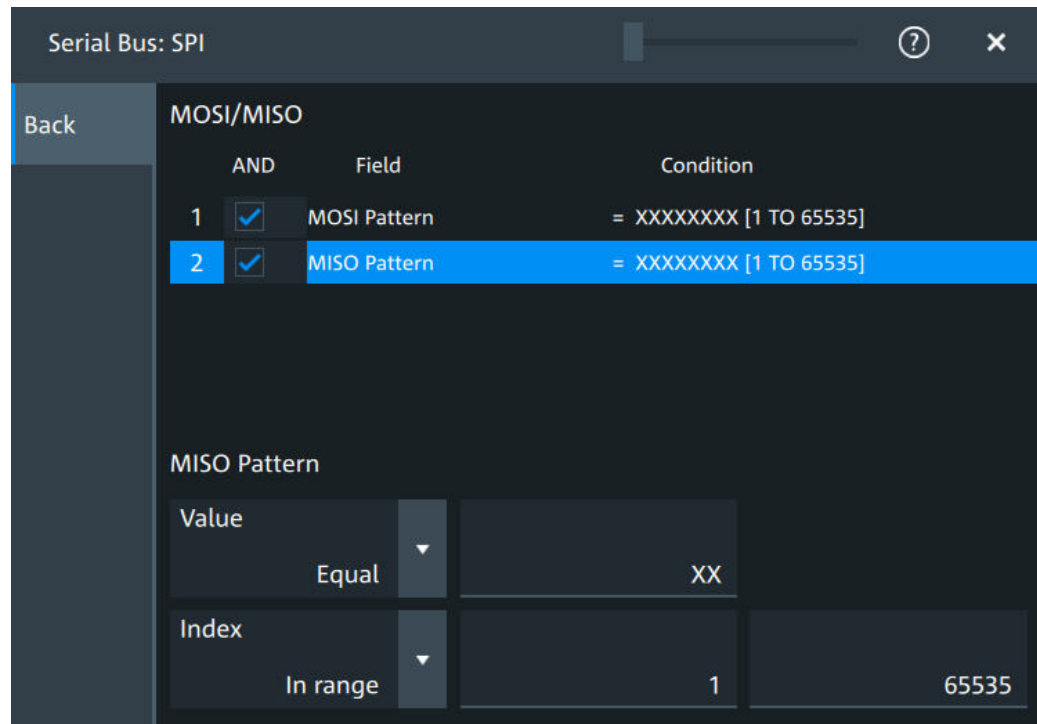 Serial Bus: SPI
Back
MOSI/MISO
AND Field Condition
1 MOSI Pattern = XXXXXXXX [1 TO 65535]
2 MISO Pattern = XXXXXXXX [1 TO 65535]
MISO Pattern
Value
Equal XX
Index
In range 1 65535